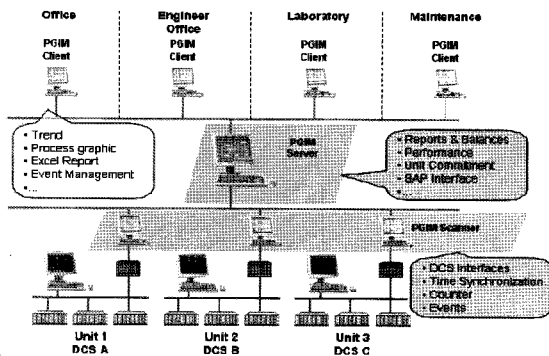 Office
Engineer
Office
Laboratory
Maintenance
PGIM
Client
PGIM
Client
PGIM
Client
PGIM
Client
• Trend
• Process graphic
• Excel Report
• Event Management
•...
PGIM
Server
• Reports & Balances
• Performance
• Unit Commitment
• SAP Interface
•...
PGIM Scanner
• DCS Interfaces
• Time Synchronization
• Counter
• Events
Unit 1
DCS A
Unit 2
DCS B
Unit 3
DCS C